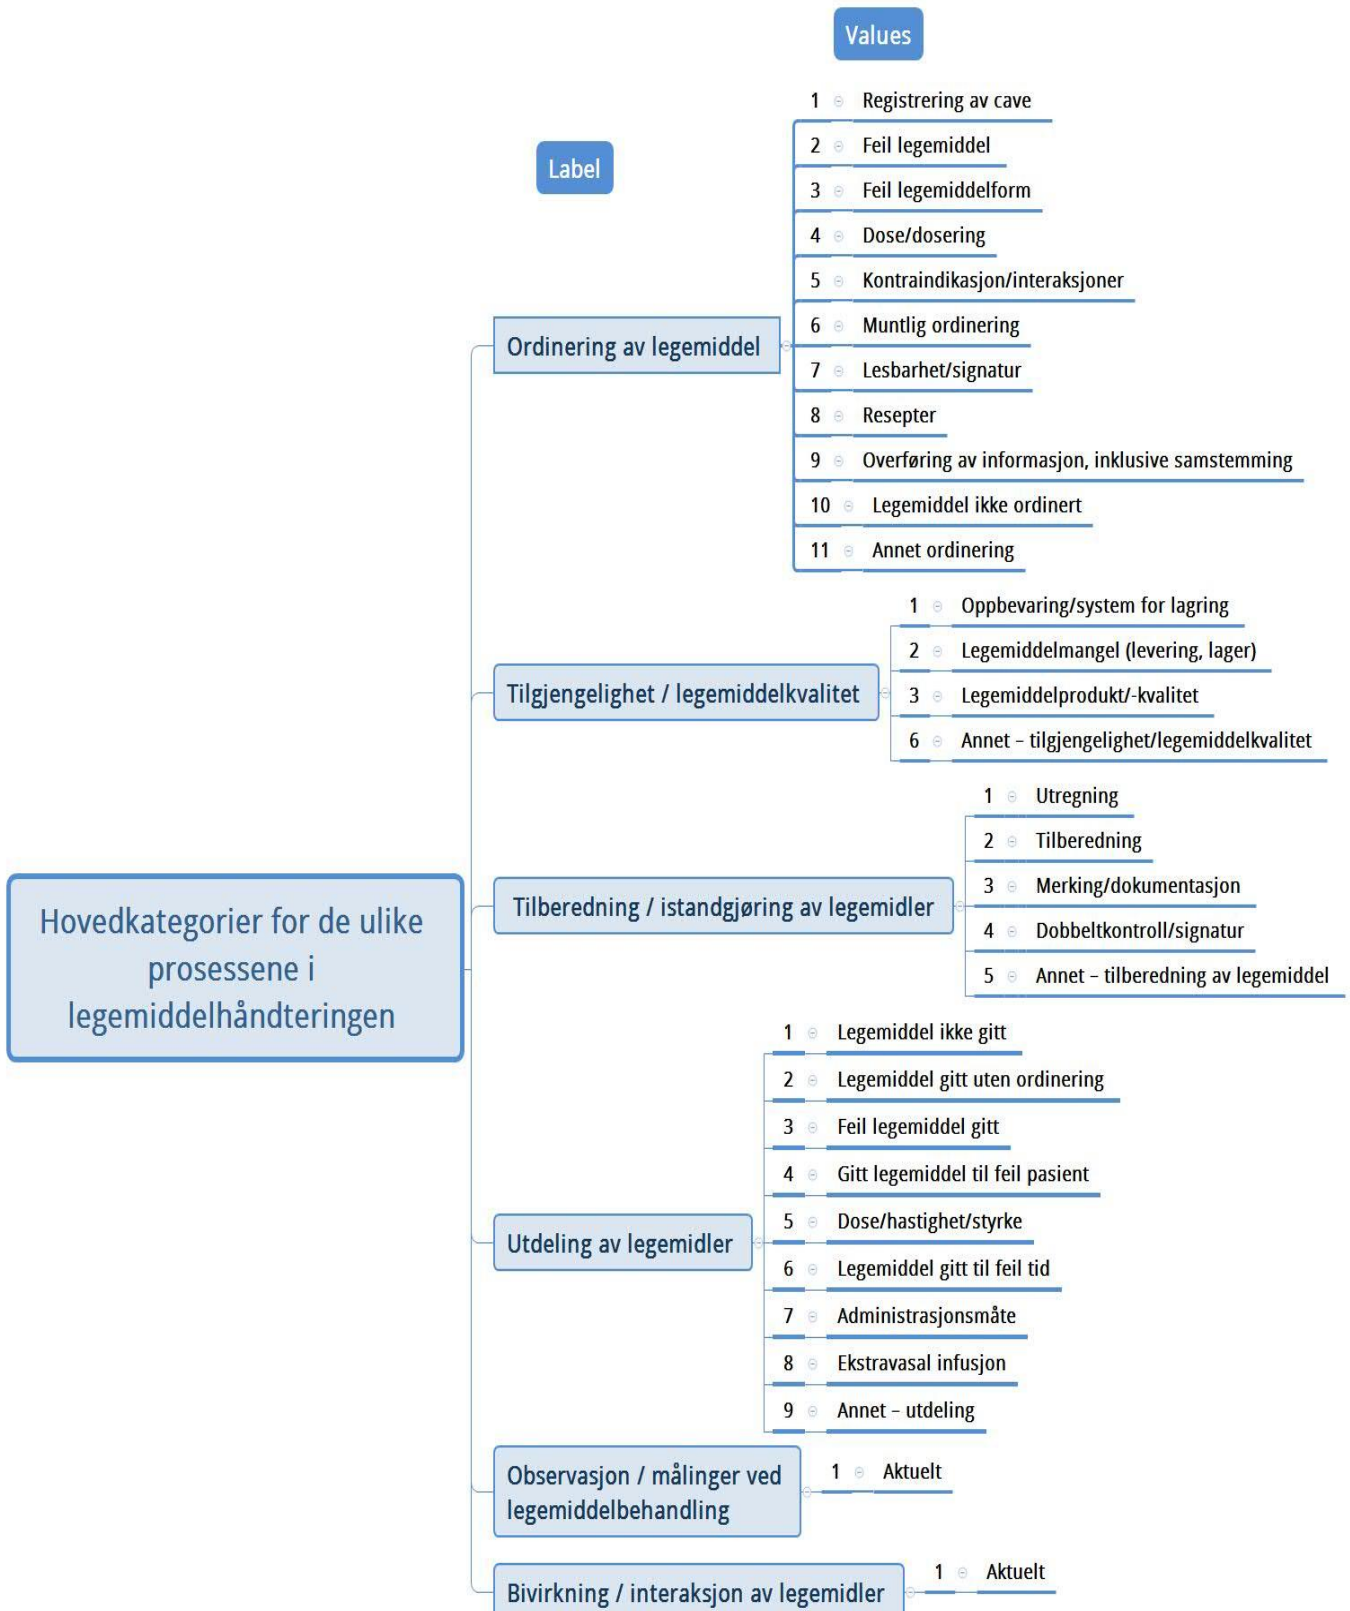 Values
Label
Hovedkategorier for de ulike
prosessene i
legemiddelhåndteringen
Ordinering av legemiddel
1 Registrering av cave
2 Feil legemiddel
3 Feil legemiddelform
4 Dose/dosering
5 Kontraindikasjon/interaksjoner
6 Muntlig ordinering
7 Lesbarhet/signatur
8 Resepter
9 Overføring av informasjon, inklusive samstemming
10 Legemiddel ikke ordinert
11 Annet ordinering
Tilgjengelighet / legemiddelkvalitet
1 Oppbevaring/system for lagring
2 Legemiddelmangel (levering, lager)
3 Legemiddelprodukt/-kvalitet
6 Annet – tilgjengelighet/legemiddelkvalitet
Tilberedning / istandgjøring av legemidler
1 Utregning
2 Tilberedning
3 Merking/dokumentasjon
4 Dobbeltkontroll/signatur
5 Annet – tilberedning av legemiddel
Utdeling av legemidler
1 Legemiddel ikke gitt
2 Legemiddel gitt uten ordinering
3 Feil legemiddel gitt
4 Gitt legemiddel til feil pasient
5 Dose/hastighet/styrke
6 Legemiddel gitt til feil tid
7 Administrasjonsmåte
8 Ekstravasal infusjon
9 Annet – utdeling
Observasjon / målinger ved
legemiddelbehandling
1 Aktuelt
Bivirkning / interaksjon av legemidler
1 Aktuelt